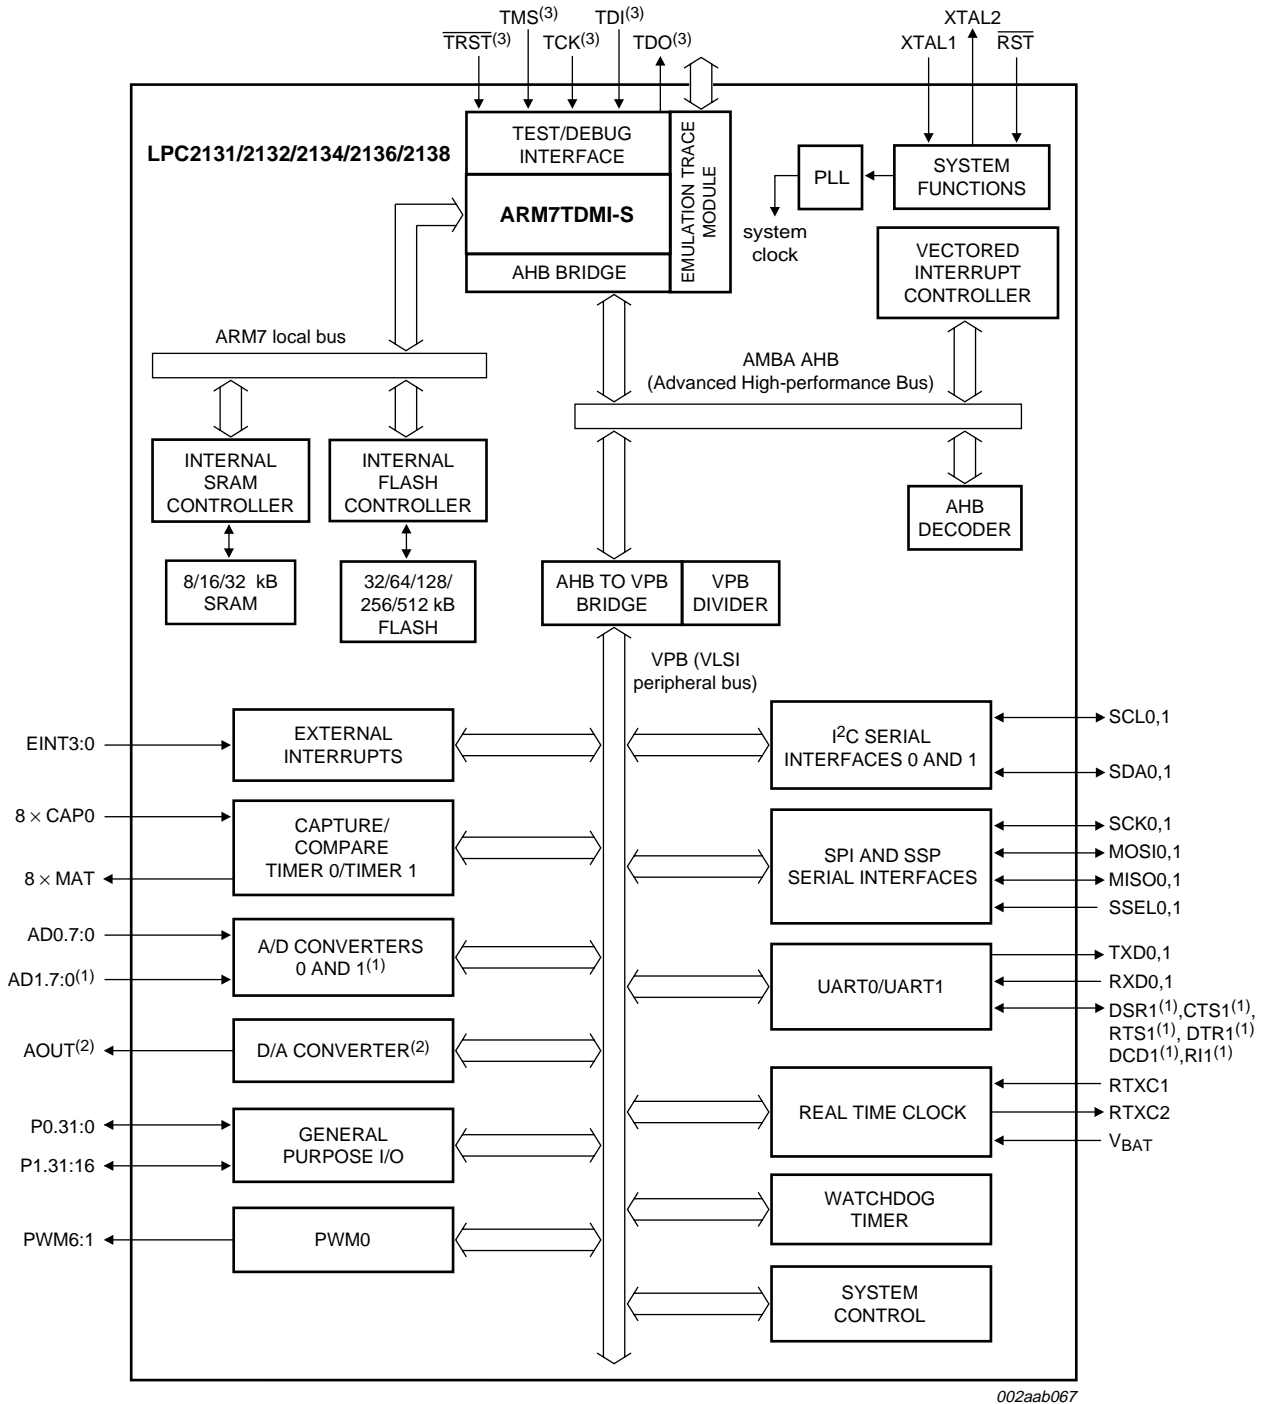 TMS(3)
TDI(3)
XTAL2
TRST(3)
TCK(3)
TDO(3)
XTAL1
RST
LPC2131/2132/2134/2136/2138
TEST/DEBUG
INTERFACE
EMULATION TRACE
MODULE
PLL
SYSTEM
FUNCTIONS
ARM7TDMI-S
system
clock
AHB BRIDGE
VECTORED
INTERRUPT
CONTROLLER
ARM7 local bus
AMBA AHB
(Advanced High-performance Bus)
INTERNAL
SRAM
CONTROLLER
INTERNAL
FLASH
CONTROLLER
AHB
DECODER
8/16/32 kB
SRAM
32/64/128/
256/512 kB
FLASH
AHB TO VPB
BRIDGE
VPB
DIVIDER
VPB (VLSI
peripheral bus)
EINT3:0
EXTERNAL
INTERRUPTS
I2C SERIAL
INTERFACES 0 AND 1
SCL0,1
SDA0,1
8 × CAP0
8 × MAT
CAPTURE/
COMPARE
TIMER 0/TIMER 1
SPI AND SSP
SERIAL INTERFACES
SCK0,1
MOSI0,1
MISO0,1
SSEL0,1
AD0.7:0
AD1.7:0(1)
A/D CONVERTERS
0 AND 1(1)
UART0/UART1
TXD0,1
RXD0,1
DSR1(1),CTS1(1),
RTS1(1), DTR1(1)
DCD1(1),RI1(1)
AOUT(2)
D/A CONVERTER(2)
REAL TIME CLOCK
RTXC1
RTXC2
VBAT
P0.31:0
P1.31:16
GENERAL
PURPOSE I/O
WATCHDOG
TIMER
PWM6:1
PWM0
SYSTEM
CONTROL
002aab067